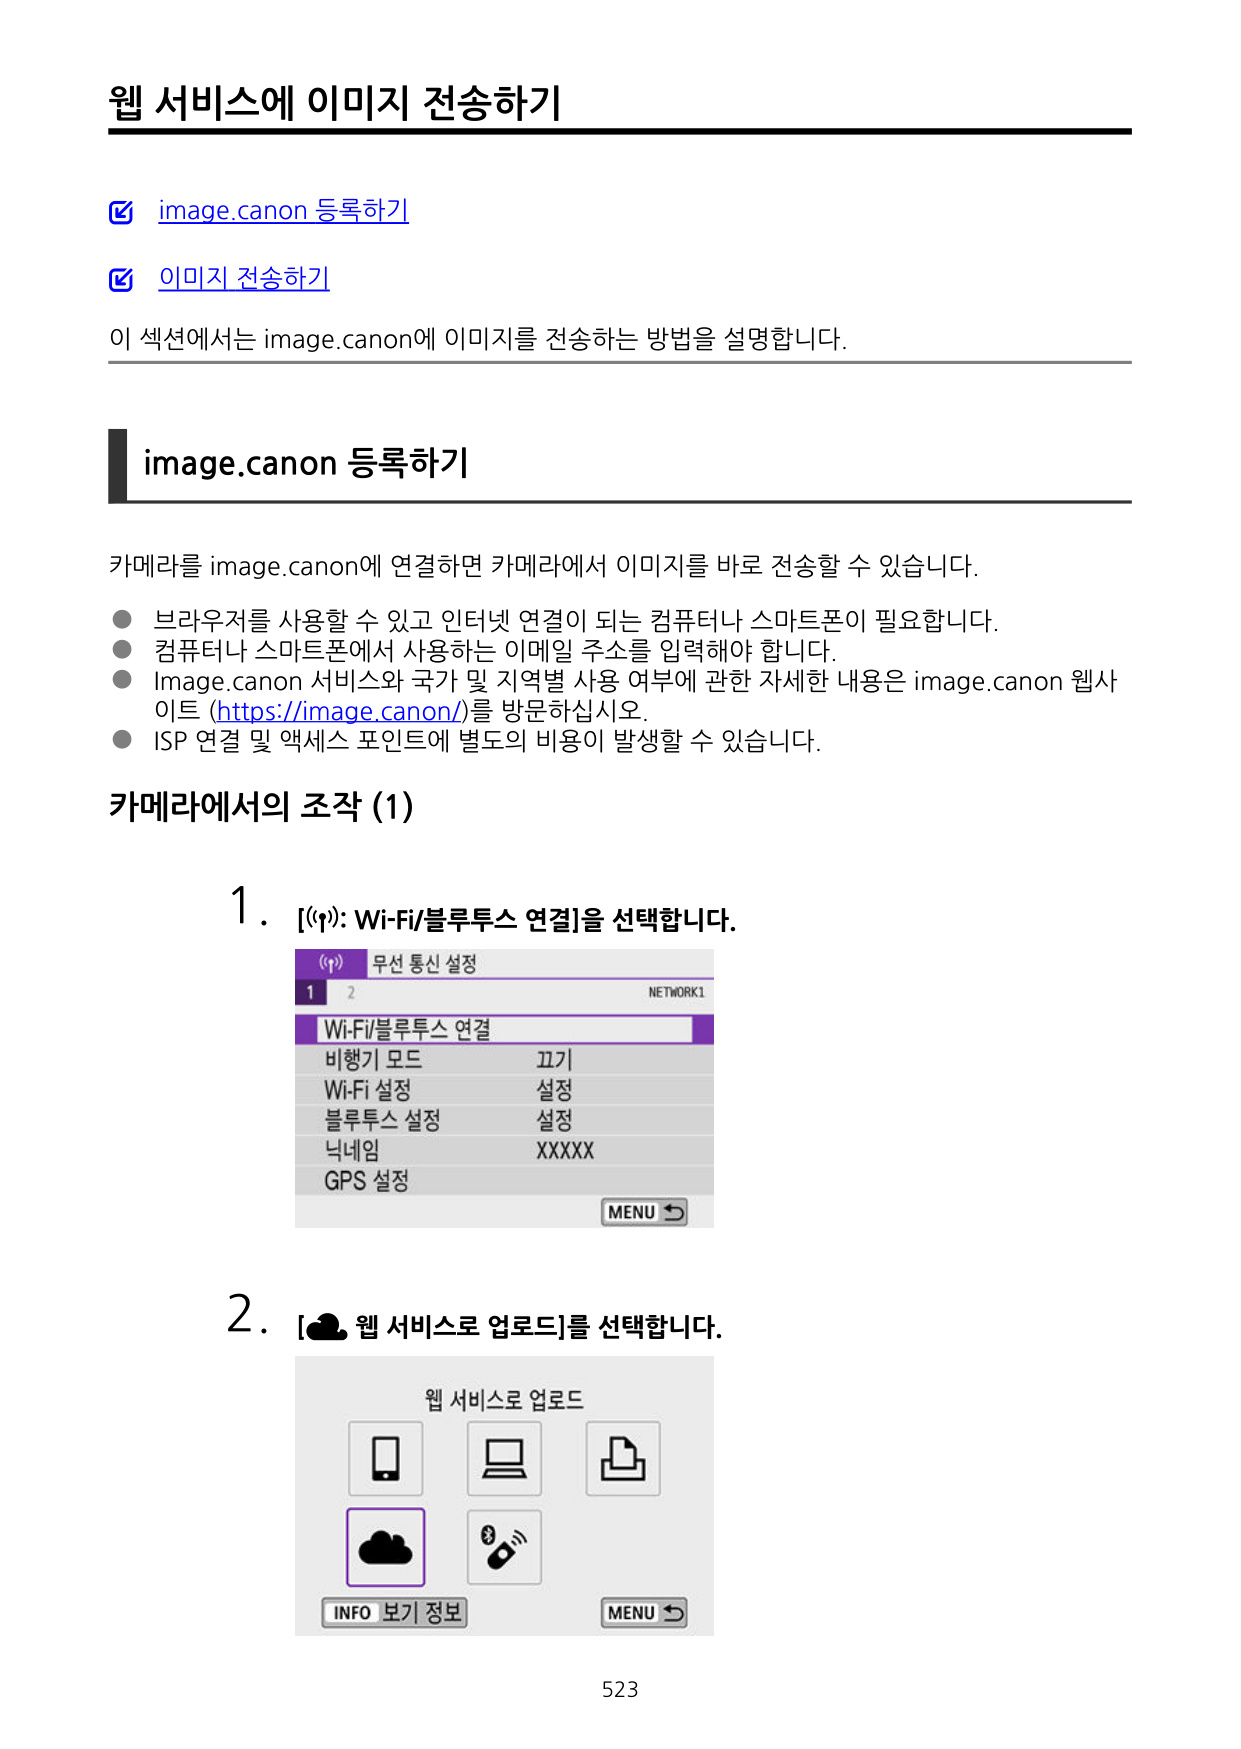 웹 서비스에 이미지 전송하기
image.canon 등록하기
이미지 전송하기
이 섹션에서는 image.canon에 이미지를 전송하는 방법을 설명합니다.
image.canon 등록하기
카메라를 image.canon에 연결하면 카메라에서 이미지를 바로 전송할 수 있습니다.
● 브라우저를 사용할 수 있고 인터넷 연결이 되는 컴퓨터나 스마트폰이 필요합니다.
● 컴퓨터나 스마트폰에서 사용하는 이메일 주소를 입력해야 합니다.
● Image.canon 서비스와 국가 및 지역별 사용 여부에 관한 자세한 내용은 image.canon 웹사
이트 (https://image.canon/)를 방문하십시오.
● ISP 연결 및 액세스 포인트에 별도의 비용이 발생할 수 있습니다.
카메라에서의 조작 (1)
1. [: Wi-Fi/블루투스 연결]을 선택합니다.
무선 통신 설정
1 2 NETWORK1
Wi-Fi/블루투스 연결
비행기 모드 끄기
Wi-Fi 설정 설정
블루투스 설정 설정
닉네임 XXXXX
GPS 설정
MENU
2. [ 웹 서비스로 업로드]를 선택합니다.
웹 서비스로 업로드
INFO 보기 정보 MENU
523